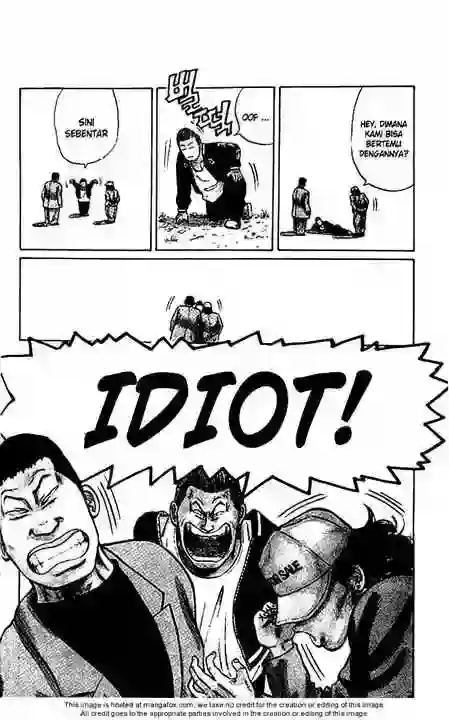 HEY, DIMANA
KAMI BISA
BERTEMU
DENGANNYA?
OOF ...
SINI
SEBENTAR
IDIOT!
SALE
This image is hosted at mangafox.com, we take no credit for the creation or editing of this image.
All credit goes to the appropriate parties involved in the creation or editing of this image.